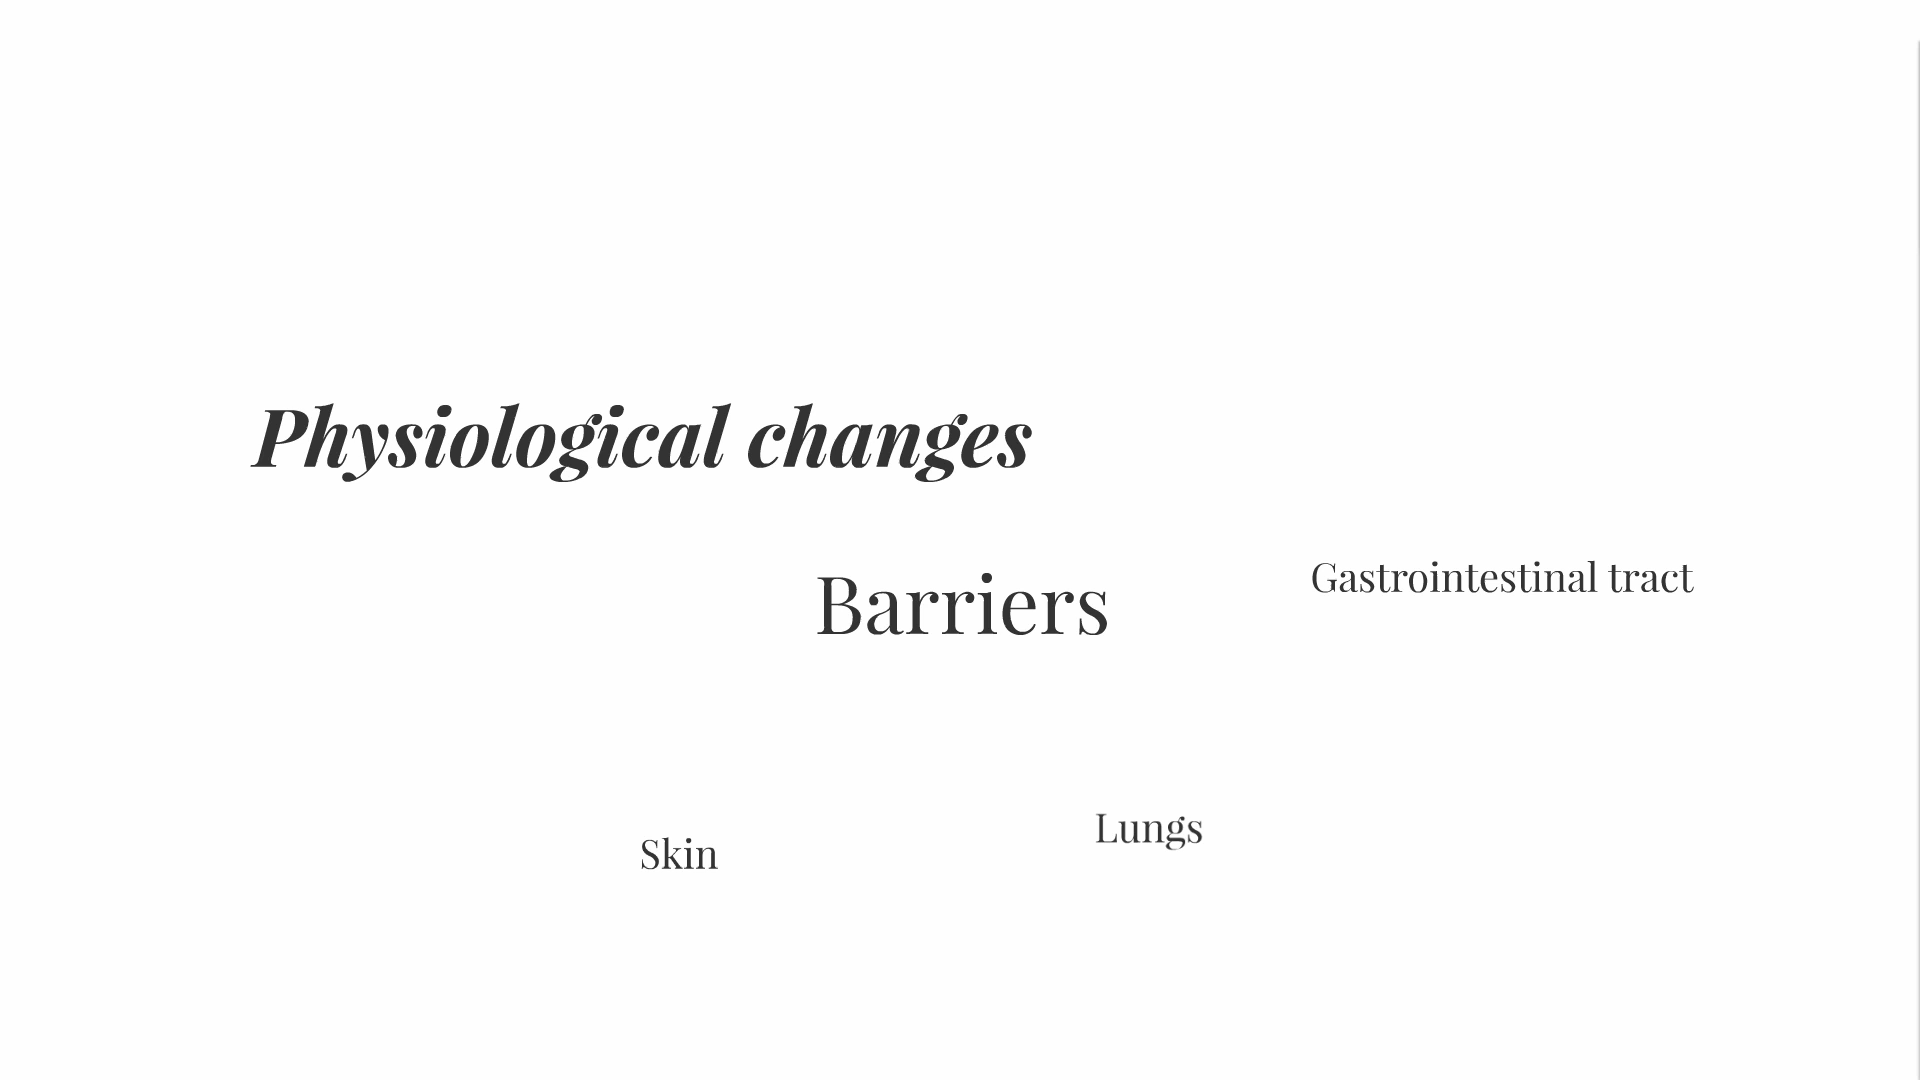 Physiological changes
Barriers
Gastrointestinal tract
Skin
Lungs